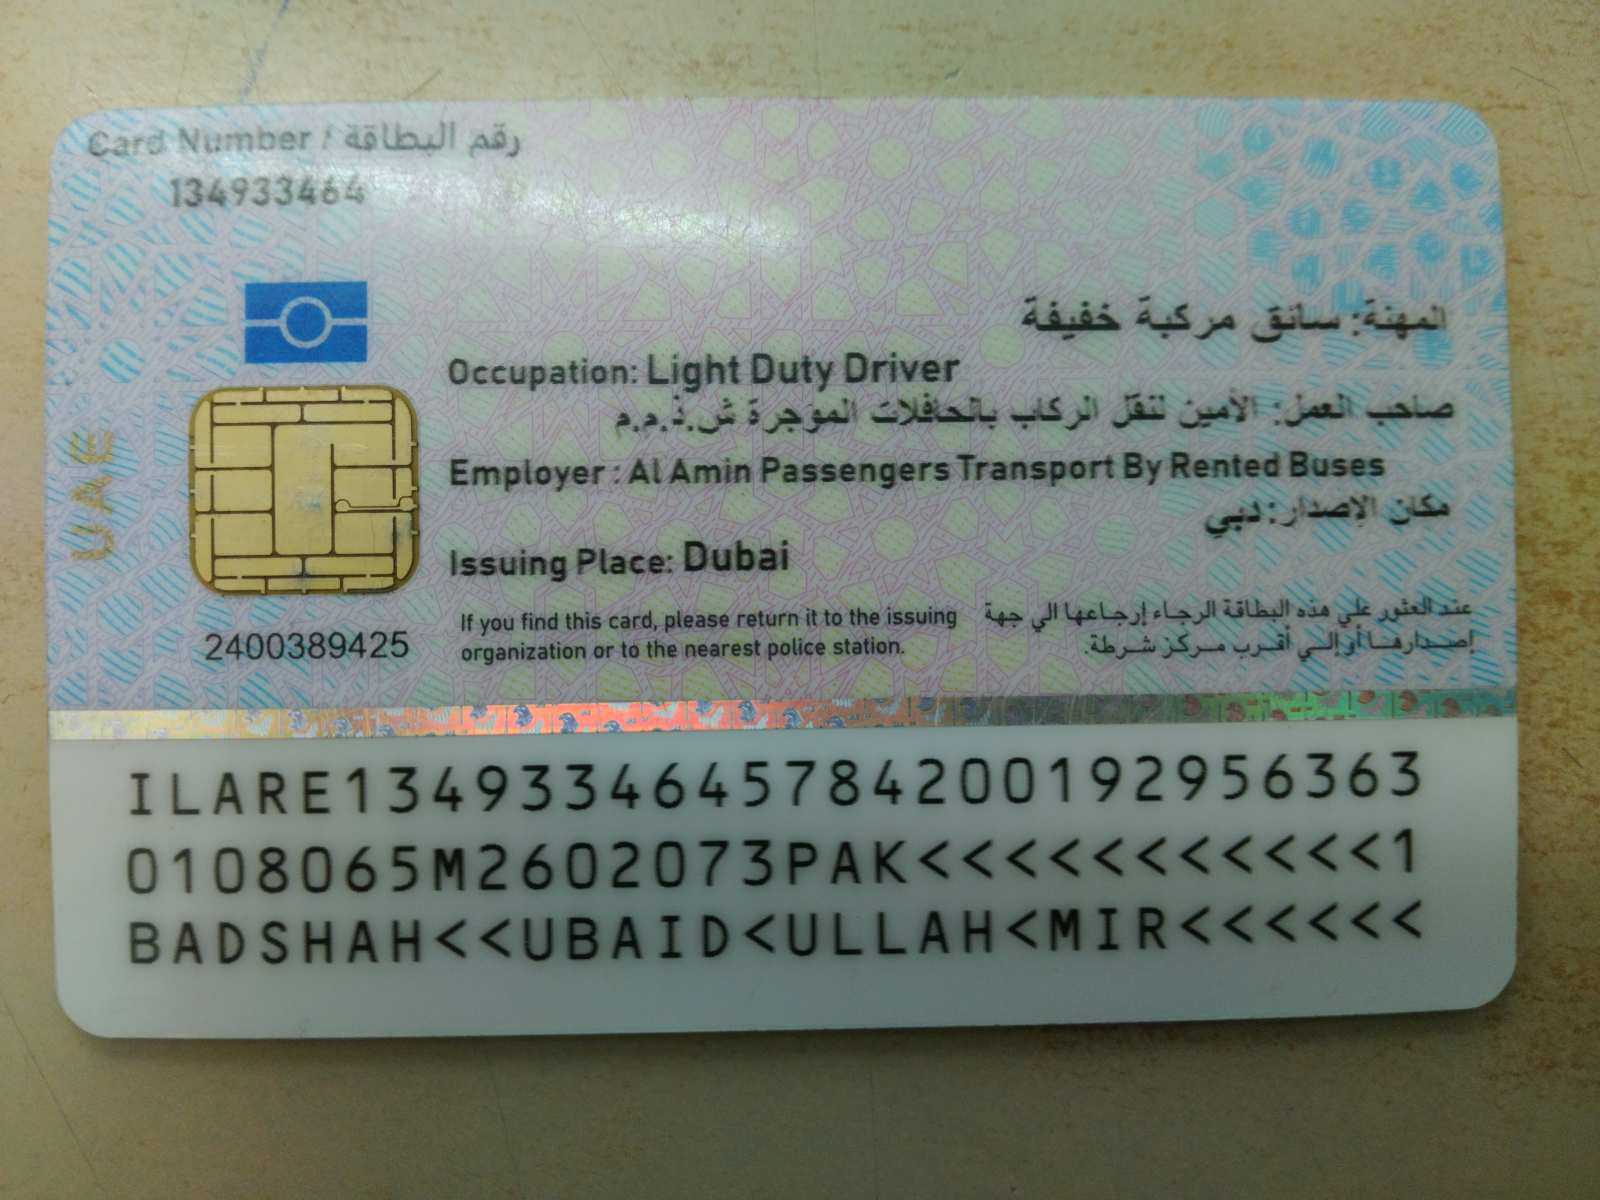 Card Number / رقم البطاقة
134933464
المهنة: سائق مركبة خفيفة
Occupation: Light Duty Driver
صاحب العمل: الأمين لنقل الركاب بالحافلات الموجرة ش.ذ.م.م
Employer : Al Amin Passengers Transport By Rented Buses
مكان الإصدار: دبي
Issuing Place: Dubai
UAE
2400389425
If you find this card, please return it to the issuing
organization or to the nearest police station.
عند العثور علي هذه البطاقة الرجاء إرجاعها الي جهة
إصدارها أو إلي أقرب مركز شرطة.
ILARE1349334645784200192956363
0108065M2602073PAK<<<<<<<<<<<1
BADSHAH<<UBAID<ULLAH<MIR<<<<<<